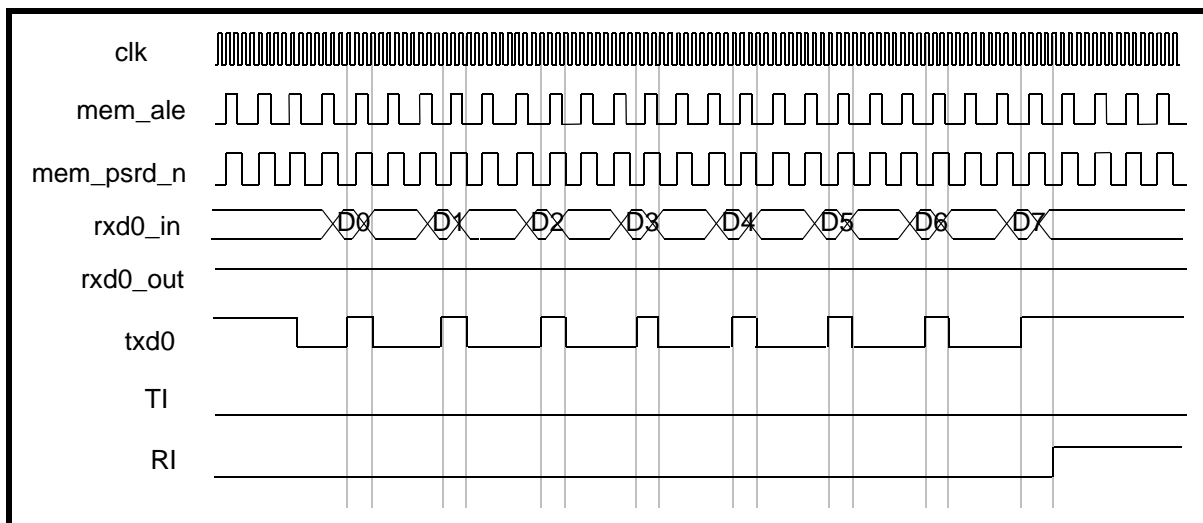 clk
mem_ale
mem_psrd_n
rxd0_in D0 D1 D2 D3 D4 D5 D6 D7
rxd0_out
txd0
TI
RI